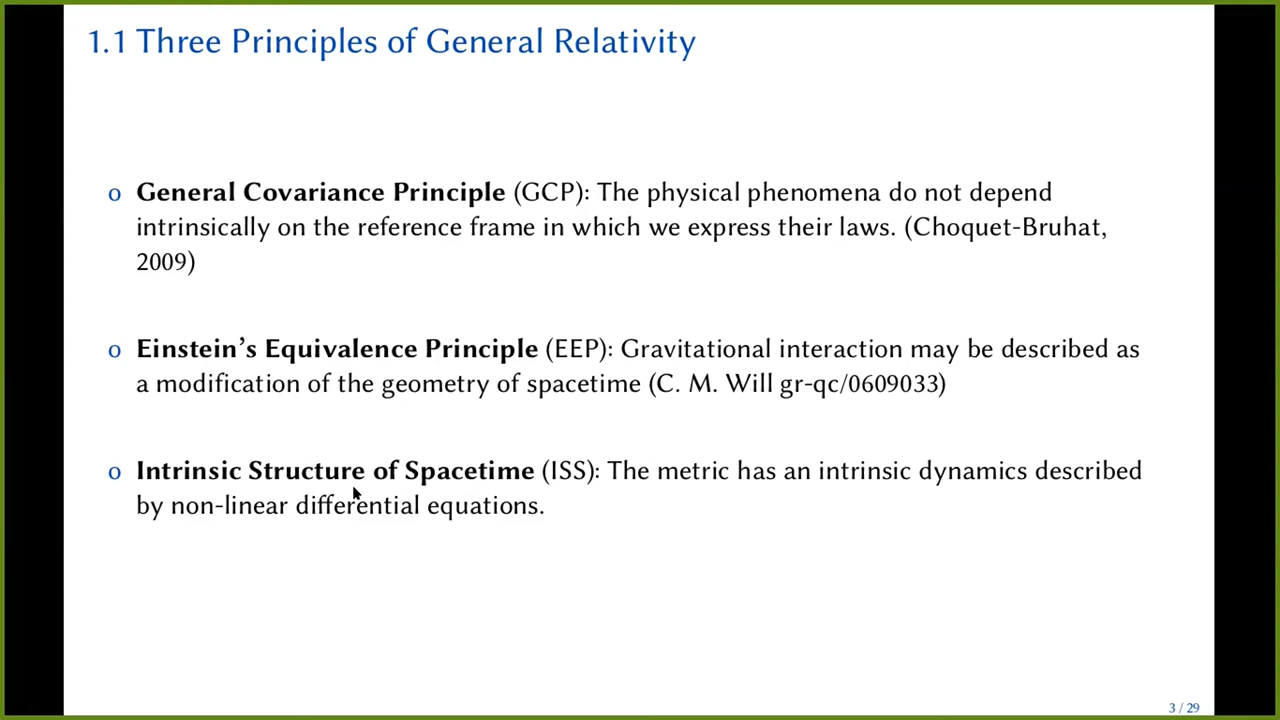 1.1 Three Principles of General Relativity
o General Covariance Principle (GCP): The physical phenomena do not depend
intrinsically on the reference frame in which we express their laws. (Choquet-Bruhat,
2009)
o Einstein’s Equivalence Principle (EEP): Gravitational interaction may be described as
a modification of the geometry of spacetime (C. M. Will gr-qc/0609033)
o Intrinsic Structure of Spacetime (ISS): The metric has an intrinsic dynamics described
by non-linear differential equations.
3 / 29